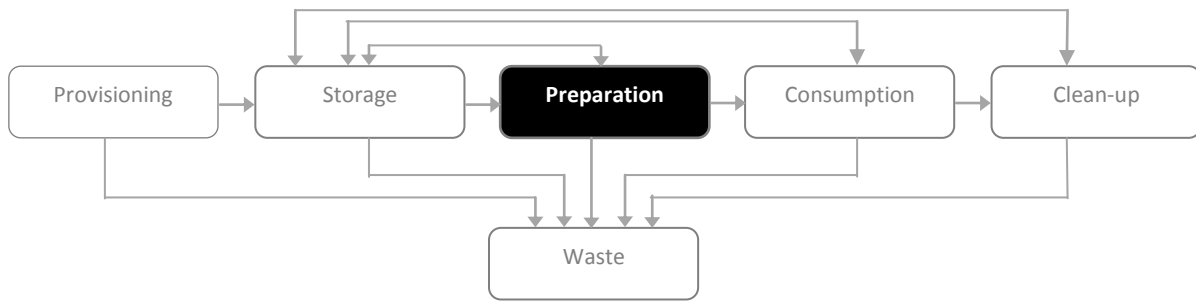 Provisioning
Storage
Preparation
Consumption
Clean-up
Waste